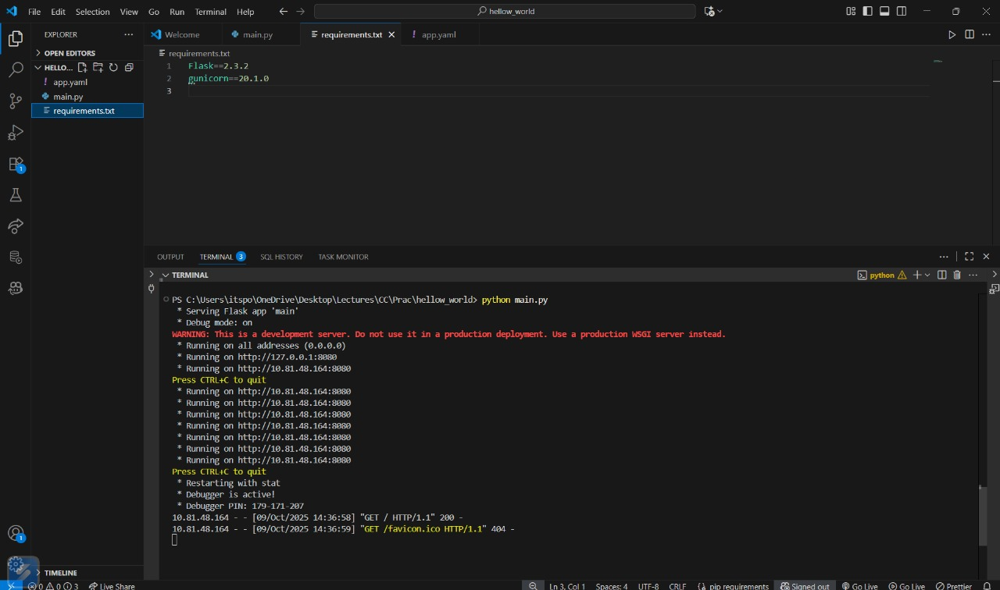 File Edit Selection View Go Run Terminal Help hellow_world
EXPLORER
OPEN EDITORS
HELLO...
app.yaml
main.py
requirements.txt
TIMELINE
Welcome main.py requirements.txt app.yaml
requirements.txt
1 Flask==2.3.2
2 gunicorn==20.1.0
3
OUTPUT TERMINAL 3 SQL HISTORY TASK MONITOR
TERMINAL python
PS C:\Users\itspo\OneDrive\Desktop\Lectures\CC\Prac\hellow_world> python main.py
* Serving Flask app 'main'
* Debug mode: on
WARNING: This is a development server. Do not use it in a production deployment. Use a production WSGI server instead.
* Running on all addresses (0.0.0.0)
* Running on http://127.0.0.1:8080
* Running on http://10.81.48.164:8080
Press CTRL+C to quit
* Running on http://10.81.48.164:8080
* Running on http://10.81.48.164:8080
* Running on http://10.81.48.164:8080
* Running on http://10.81.48.164:8080
* Running on http://10.81.48.164:8080
* Running on http://10.81.48.164:8080
* Running on http://10.81.48.164:8080
Press CTRL+C to quit
* Restarting with stat
* Debugger is active!
* Debugger PIN: 179-171-207
10.81.48.164 - - [09/Oct/2025 14:36:58] "GET / HTTP/1.1" 200 -
10.81.48.164 - - [09/Oct/2025 14:36:59] "GET /favicon.ico HTTP/1.1" 404 -
1
1
0 0 3 Live Share Ln 3, Col 1 Spaces: 4 UTF-8 CRLF pip requirements Signed out Go Live Go Live Prettier